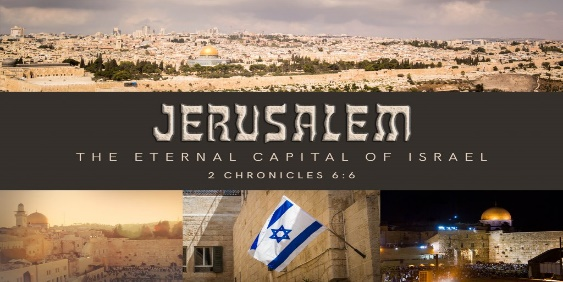 JERUSALEM
THE ETERNAL CAPITAL OF ISRAEL
2 CHRONICLES 6:6